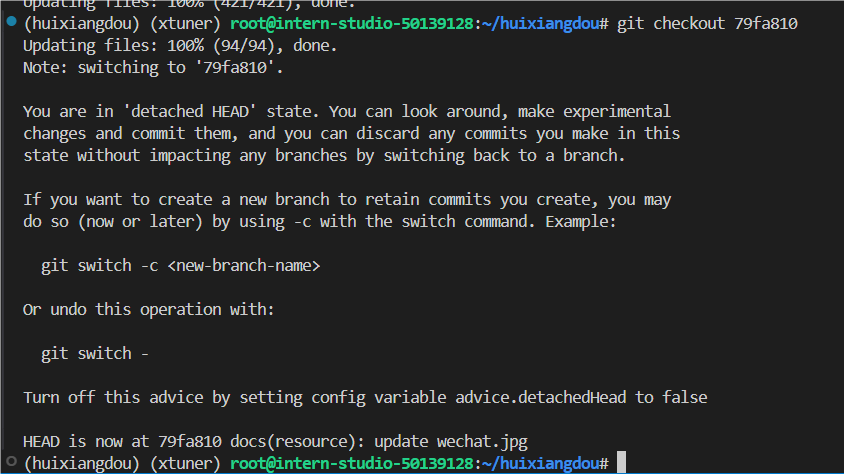 Updating files: 100% (421/421), done.
(huixiangdou) (xtuner) root@intern-studio-50139128:~/huixiangdou# git checkout 79fa810
Updating files: 100% (94/94), done.
Note: switching to '79fa810'.
You are in 'detached HEAD' state. You can look around, make experimental
changes and commit them, and you can discard any commits you make in this
state without impacting any branches by switching back to a branch.
If you want to create a new branch to retain commits you create, you may
do so (now or later) by using -c with the switch command. Example:
git switch -c <new-branch-name>
Or undo this operation with:
git switch -
Turn off this advice by setting config variable advice.detachedHead to false
HEAD is now at 79fa810 docs(resource): update wechat.jpg
(huixiangdou) (xtuner) root@intern-studio-50139128:~/huixiangdou#